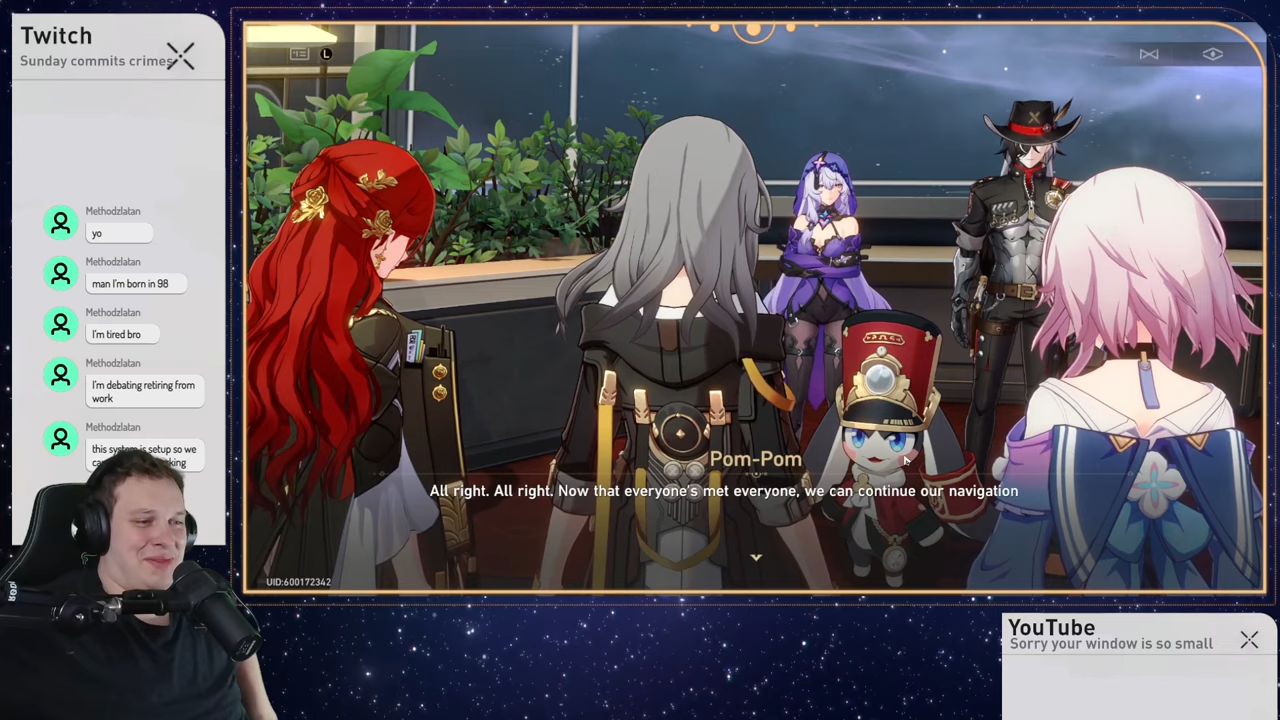 Twitch
Sunday commits crimes
Methodzlatan
yo
Methodzlatan
man I'm born in 98
Methodzlatan
I'm tired bro
Methodzlatan
I'm debating retiring from
work
Methodzlatan
this system is setup so we
L
Pom-Pom
All right. All right. Now that everyone's met everyone, we can continue our navigation
UID:600172342
YouTube
Sorry your window is so small